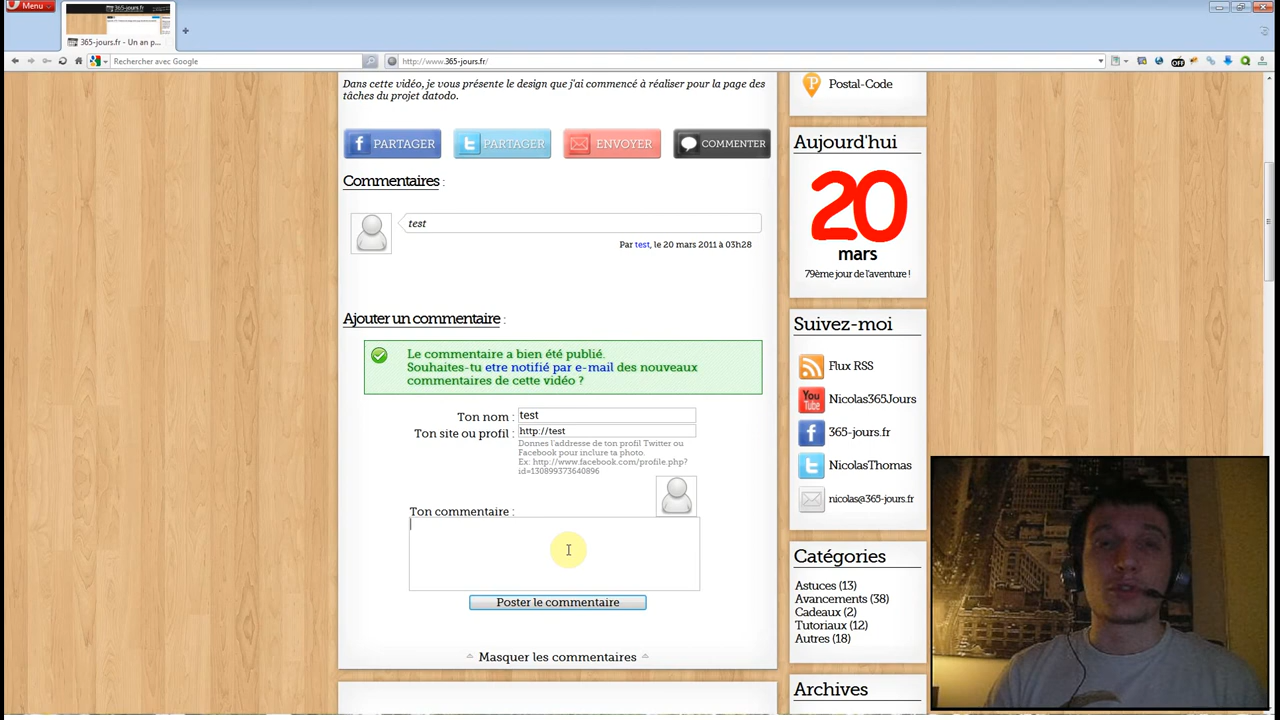 Menu
365-jours.fr
365-jours.fr - Un an p...
Rechercher avec Google
http://www.365-jours.fr/
OFF
Dans cette vidéo, je vous présente le design que j'ai commencé à réaliser pour la page des
tâches du projet datodo.
PARTAGER
PARTAGER
ENVOYER
COMMENTER
Commentaires :
test
Par test, le 20 mars 2011 à 03h28
Ajouter un commentaire :
Le commentaire a bien été publié.
Souhaites-tu etre notifié par e-mail des nouveaux
commentaires de cette vidéo ?
Ton nom : test
Ton site ou profil : http://test
Donnes l'addresse de ton profil Twitter ou
Facebook pour inclure ta photo.
Ex: http://www.facebook.com/profile.php?
id=130899373640896
Ton commentaire :
Poster le commentaire
Masquer les commentaires
Postal-Code
Aujourd'hui
20
mars
79ème jour de l'aventure !
Suivez-moi
Flux RSS
Nicolas365Jours
365-jours.fr
NicolasThomas
nicolas@365-jours.fr
Catégories
Astuces (13)
Avancements (38)
Cadeaux (2)
Tutoriaux (12)
Autres (18)
Archives